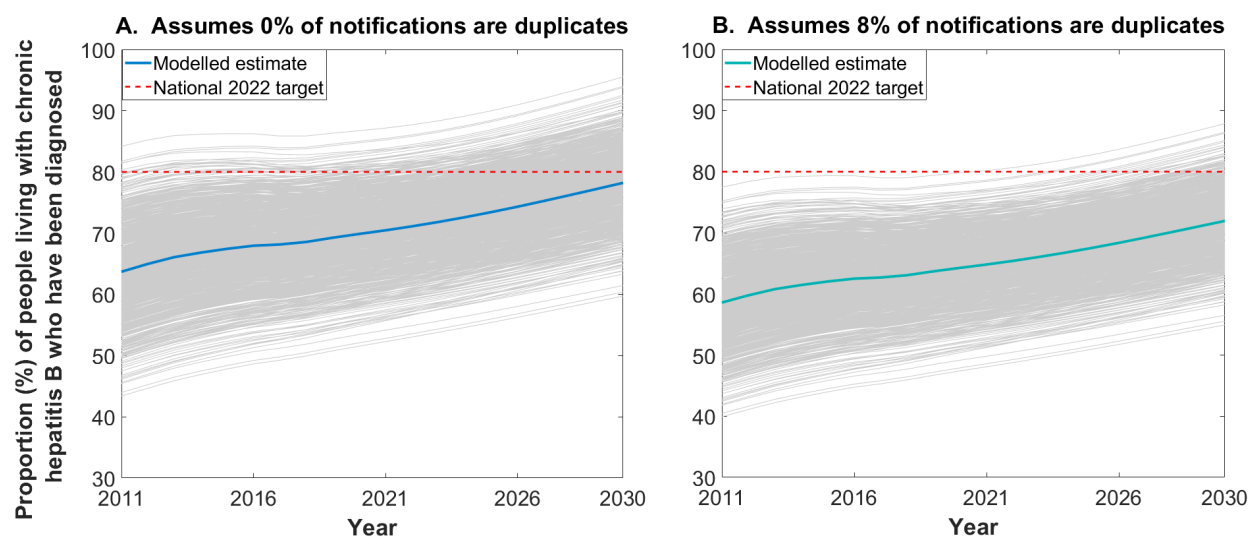 Proportion (%) of people living with chronic
hepatitis B who have been diagnosed
A. Assumes 0% of notifications are duplicates
Modelled estimate
National 2022 target
100
90
80
70
60
50
40
30
2011
2016
2021
2026
2030
Year
B. Assumes 8% of notifications are duplicates
Modelled estimate
National 2022 target
100
90
80
70
60
50
40
30
2011
2016
2021
2026
2030
Year